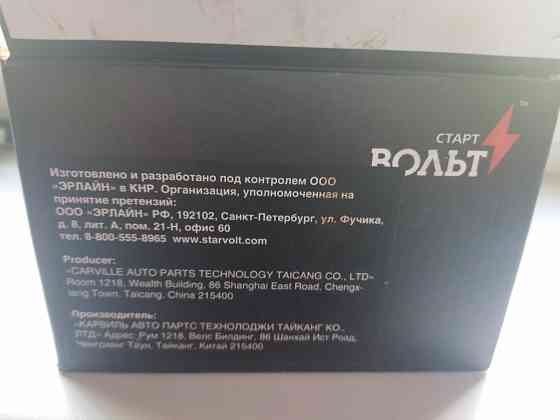 СТАРТ
ВОЛЬТ
™
Изготовлено и разработано под контролем ООО
«ЭРЛАЙН» в КНР. Организация, уполномоченная на
принятие претензий:
ООО «ЭРЛАЙН» РФ, 192102, Санкт-Петербург, ул. Фучика,
д. 8, лит. А, пом. 21-Н, офис 60
тел. 8-800-555-8965 www.starvolt.com
Producer:
«CARVILLE AUTO PARTS TECHNOLOGY TAICANG CO., LTD»
Room 1218, Wealth Building, 86 Shanghai East Road, Chengx-
iang Town, Taicang, China 215400
Производитель:
«КАРВИЛЬ АВТО ПАРТС ТЕХНОЛОДЖИ ТАЙКАНГ КО.,
ЛТД» Адрес: Рум 1218, Велс Билдинг, 86 Шанхай Ист Роад,
Ченгсянг Таун, Тайканг, Китай 215400